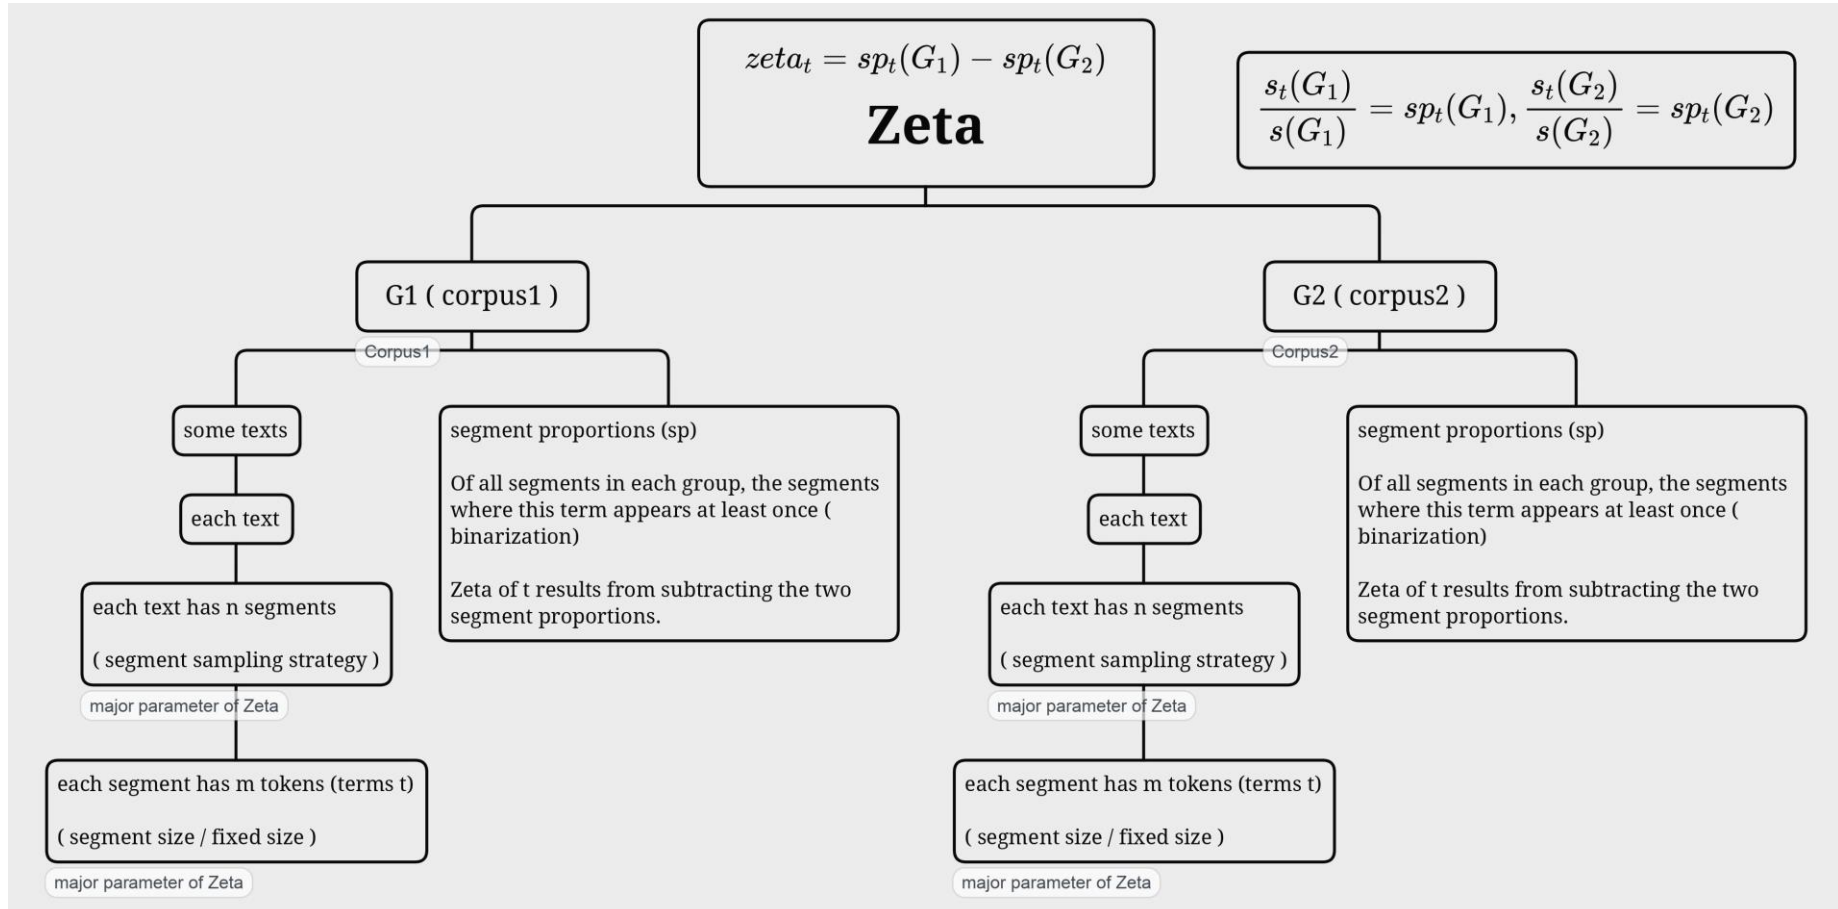 zeta_t = sp_t(G_1) − sp_t(G_2)
Zeta
s_t(G_1)/s(G_1) = sp_t(G_1), s_t(G_2)/s(G_2) = sp_t(G_2)
G1 ( corpus1 )
Corpus1
some texts
each text
each text has n segments
( segment sampling strategy )
major parameter of Zeta
each segment has m tokens (terms t)
( segment size / fixed size )
major parameter of Zeta
segment proportions (sp)
Of all segments in each group, the segments
where this term appears at least once (
binarization)
Zeta of t results from subtracting the two
segment proportions.
G2 ( corpus2 )
Corpus2
some texts
each text
each text has n segments
( segment sampling strategy )
major parameter of Zeta
each segment has m tokens (terms t)
( segment size / fixed size )
major parameter of Zeta
segment proportions (sp)
Of all segments in each group, the segments
where this term appears at least once (
binarization)
Zeta of t results from subtracting the two
segment proportions.